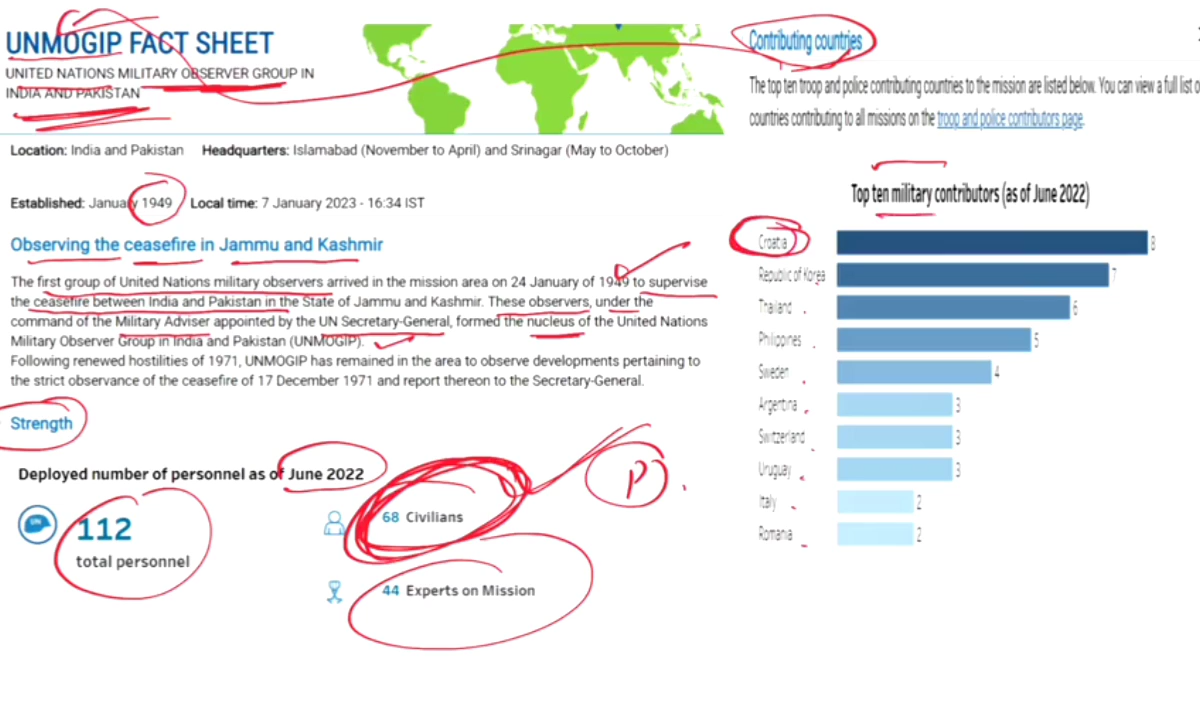 UNMOGIP FACT SHEET
UNITED NATIONS MILITARY OBSERVER GROUP IN
INDIA AND PAKISTAN
Location: India and Pakistan Headquarters: Islamabad (November to April) and Srinagar (May to October)
Established: January 1949 Local time: 7 January 2023 - 16:34 IST
Observing the ceasefire in Jammu and Kashmir
The first group of United Nations military observers arrived in the mission area on 24 January of 1949 to supervise
the ceasefire between India and Pakistan in the State of Jammu and Kashmir. These observers, under the
command of the Military Adviser appointed by the UN Secretary-General, formed the nucleus of the United Nations
Military Observer Group in India and Pakistan (UNMOGIP).
Following renewed hostilities of 1971, UNMOGIP has remained in the area to observe developments pertaining to
the strict observance of the ceasefire of 17 December 1971 and report thereon to the Secretary-General.
Strength
Deployed number of personnel as of June 2022
UN
112
total personnel
68 Civilians
44 Experts on Mission
P
Contributing countries
The top ten troop and police contributing countries to the mission are listed below. You can view a full list o
countries contributing to all missions on the troop and police contributors page.
Top ten military contributors (as of June 2022)
Croatia 8
Republic of Korea 7
Thailand 6
Philippines 5
Sweden 4
Argentina 3
Switzerland 3
Uruguay 3
Italy 2
Romania 2